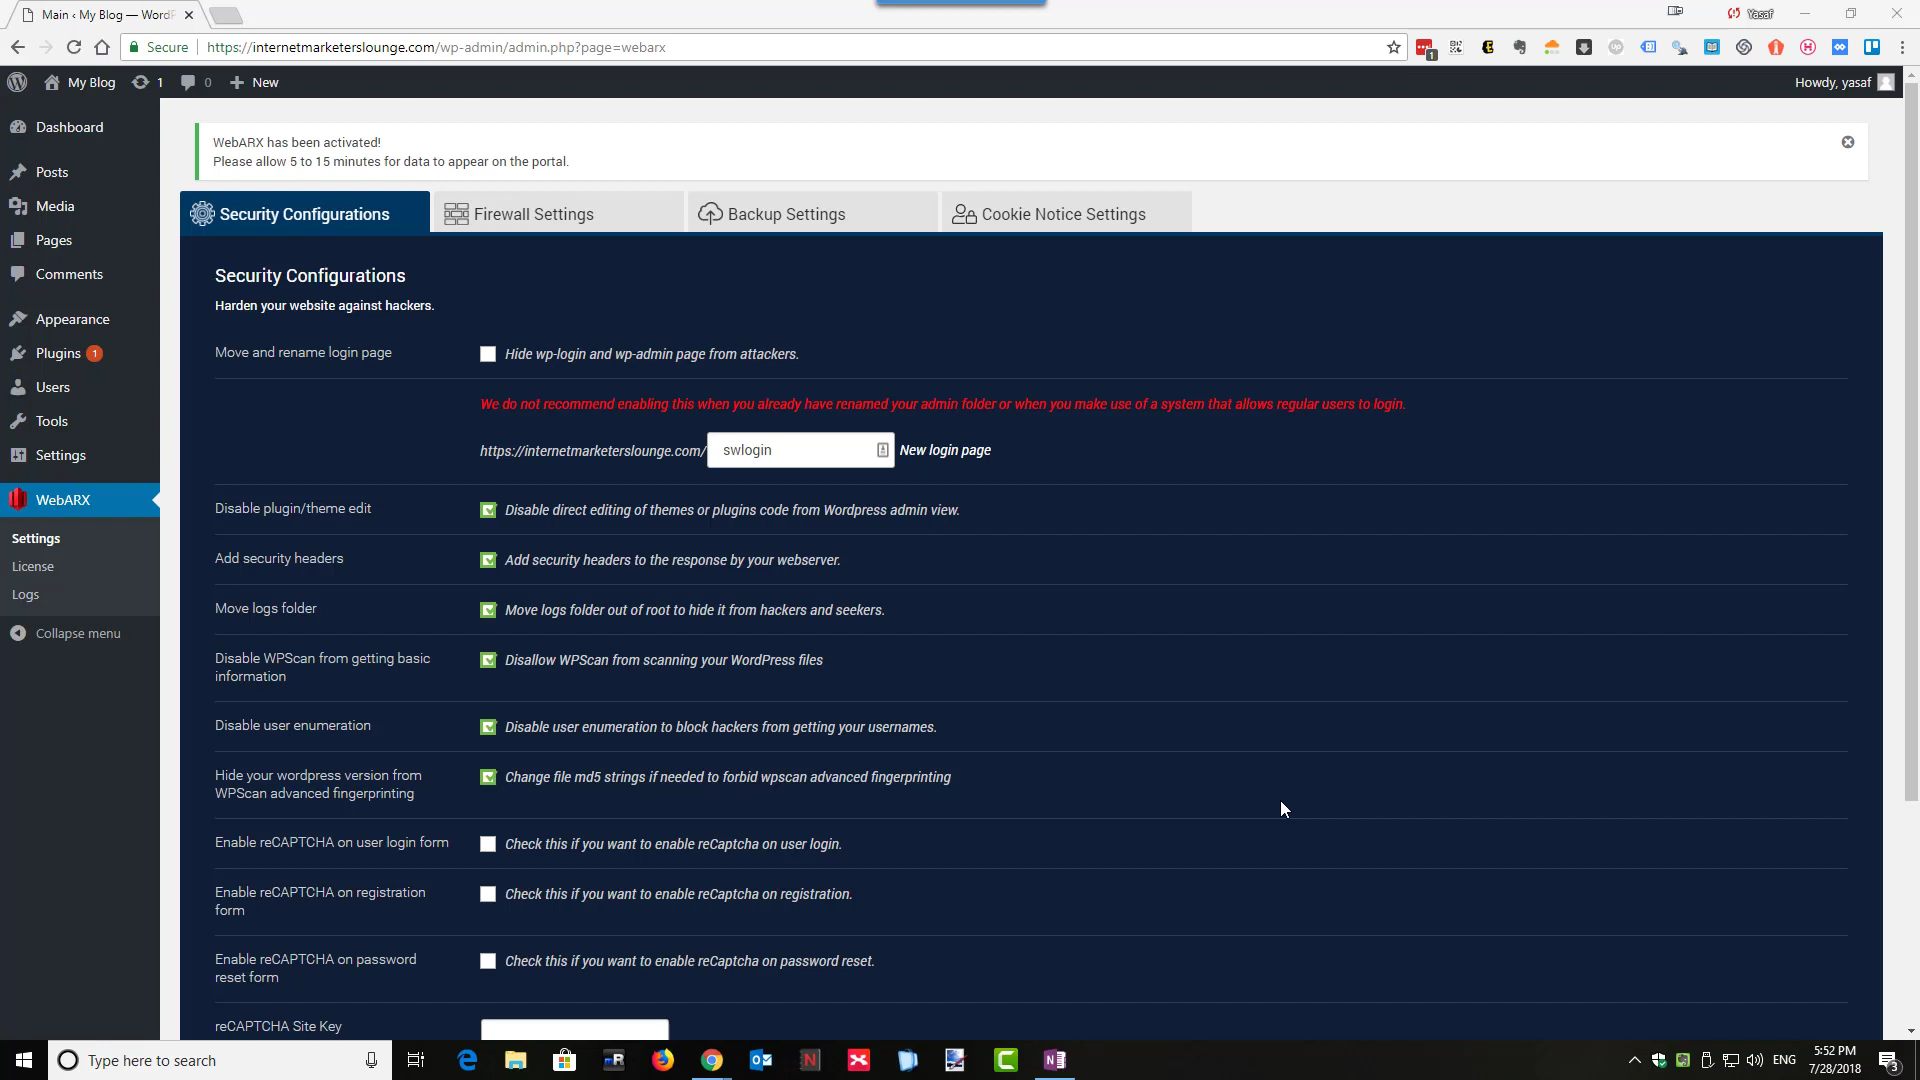 Main ‹ My Blog — WordP
Yasaf
Secure
https://internetmarketerslounge.com/wp-admin/admin.php?page=webarx
1
My Blog
1
0
New
Howdy, yasaf
Dashboard
Posts
Media
Pages
Comments
Appearance
Plugins 1
Users
Tools
Settings
WebARX
Settings
License
Logs
Collapse menu
WebARX has been activated!
Please allow 5 to 15 minutes for data to appear on the portal.
Security Configurations
Firewall Settings
Backup Settings
Cookie Notice Settings
Security Configurations
Harden your website against hackers.
Move and rename login page
Hide wp-login and wp-admin page from attackers.
We do not recommend enabling this when you already have renamed your admin folder or when you make use of a system that allows regular users to login.
https://internetmarketerslounge.com/ swlogin New login page
Disable plugin/theme edit
Disable direct editing of themes or plugins code from Wordpress admin view.
Add security headers
Add security headers to the response by your webserver.
Move logs folder
Move logs folder out of root to hide it from hackers and seekers.
Disable WPScan from getting basic
information
Disallow WPScan from scanning your WordPress files
Disable user enumeration
Disable user enumeration to block hackers from getting your usernames.
Hide your wordpress version from
WPScan advanced fingerprinting
Change file md5 strings if needed to forbid wpscan advanced fingerprinting
Enable reCAPTCHA on user login form
Check this if you want to enable reCaptcha on user login.
Enable reCAPTCHA on registration
form
Check this if you want to enable reCaptcha on registration.
Enable reCAPTCHA on password
reset form
Check this if you want to enable reCaptcha on password reset.
reCAPTCHA Site Key
Type here to search
ENG
5:52 PM
7/28/2018
3